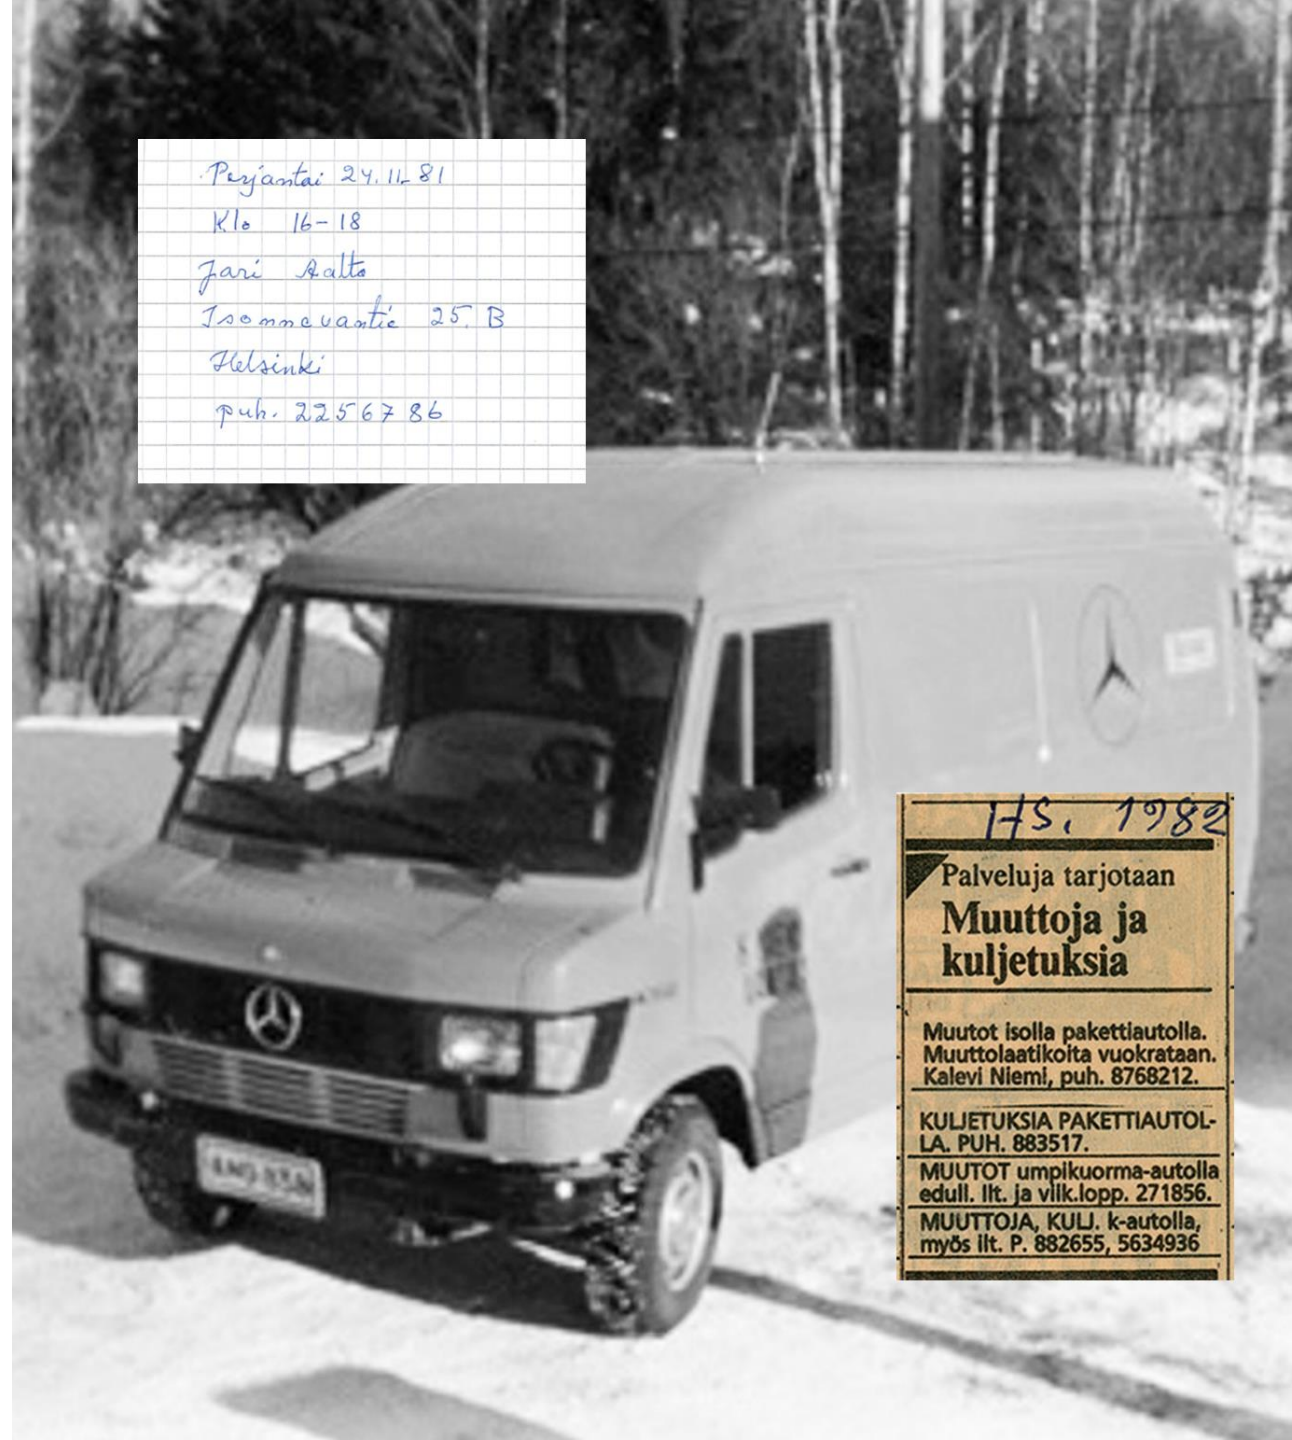 Perjantai 24.11.81
Klo 16-18
Jari Aalto
Isonnevantie 25. B
Helsinki
puh. 2256786
HS. 1982
Palveluja tarjotaan
Muuttoja ja
kuljetuksia
Muutot isolla pakettiautolla.
Muuttolaatikoita vuokrataan.
Kalevi Niemi, puh. 8768212.
KULJETUKSIA PAKETTIAUTOL-
LA. PUH. 883517.
MUUTOT umpikuorma-autolla
edull. ilt. ja viik.lopp. 271856.
MUUTTOJA, KULJ. k-autolla,
myös ilt. P. 882655, 5634936